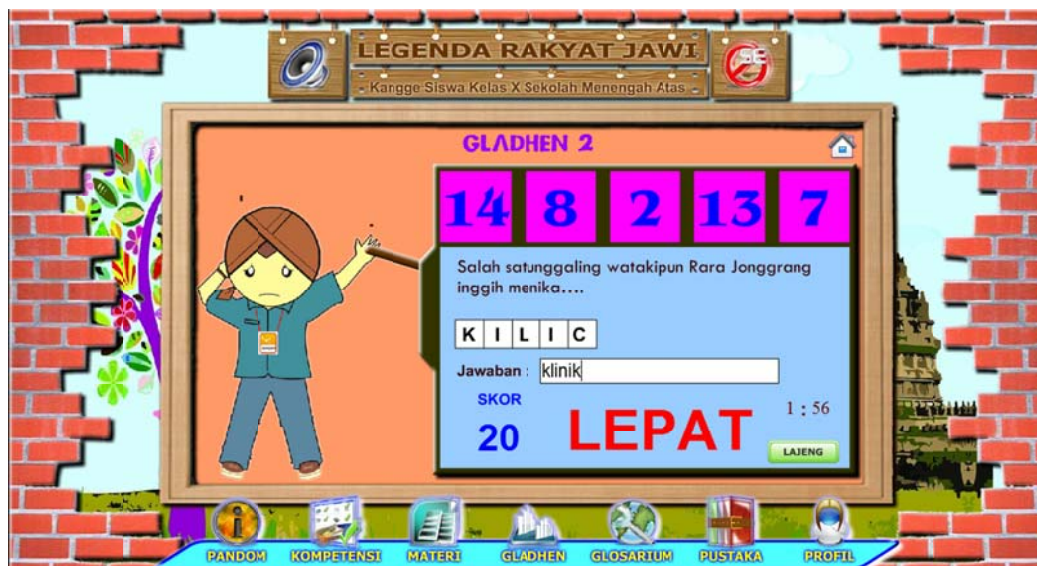 LEGENDA RAKYAT JAWI
Kangge Siswa Kelas X Sekolah Menengah Atas
SE
GLADHEN 2
14 8 2 13 7
Salah satunggaling watakipun Rara Jonggrang
inggih menika....
K I L I C
Jawaban : klinik
SKOR
20
LEPAT
1 : 56
LAJENG
PANDOM KOMPETENSI MATERI GLADHEN GLOSARIUM PUSTAKA PROFIL